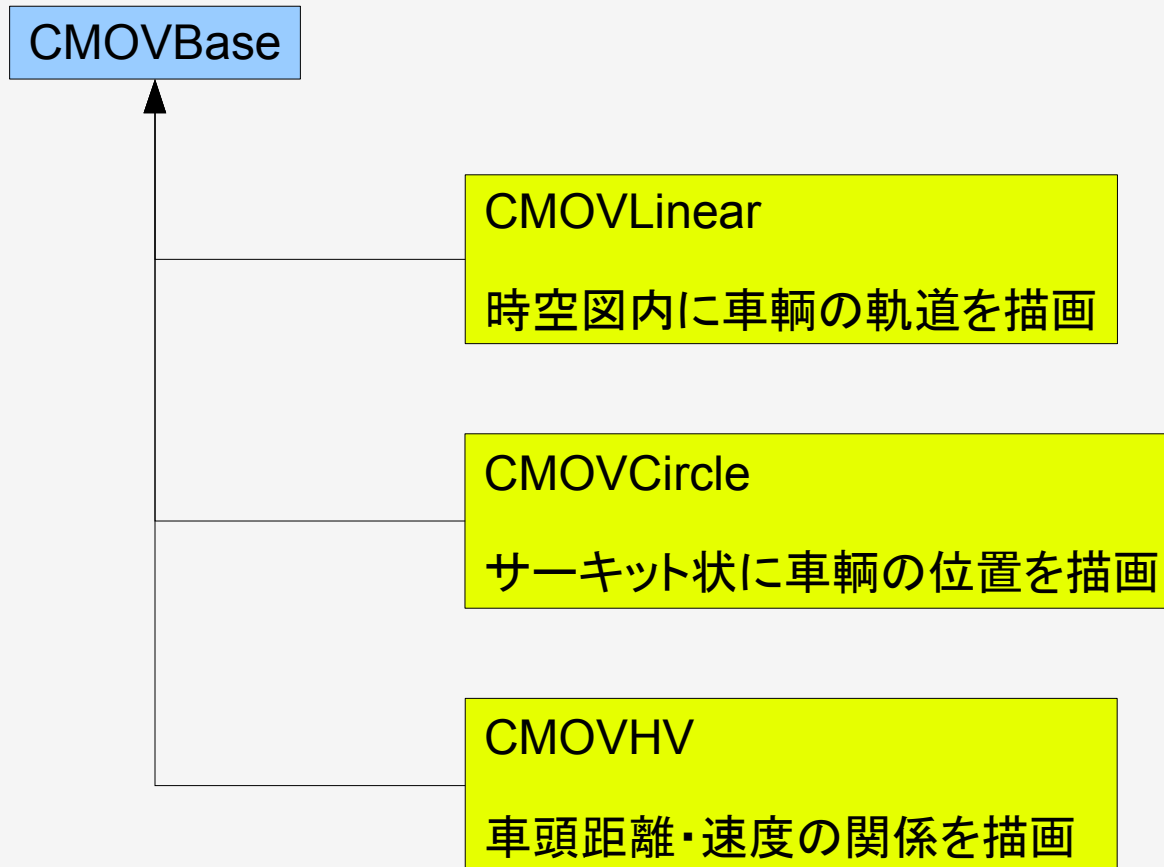 CMOVBase
CMOVLinear
時空図内に車輌の軌道を描画
CMOVCircle
サーキット状に車輌の位置を描画
CMOVHV
車頭距離・速度の関係を描画